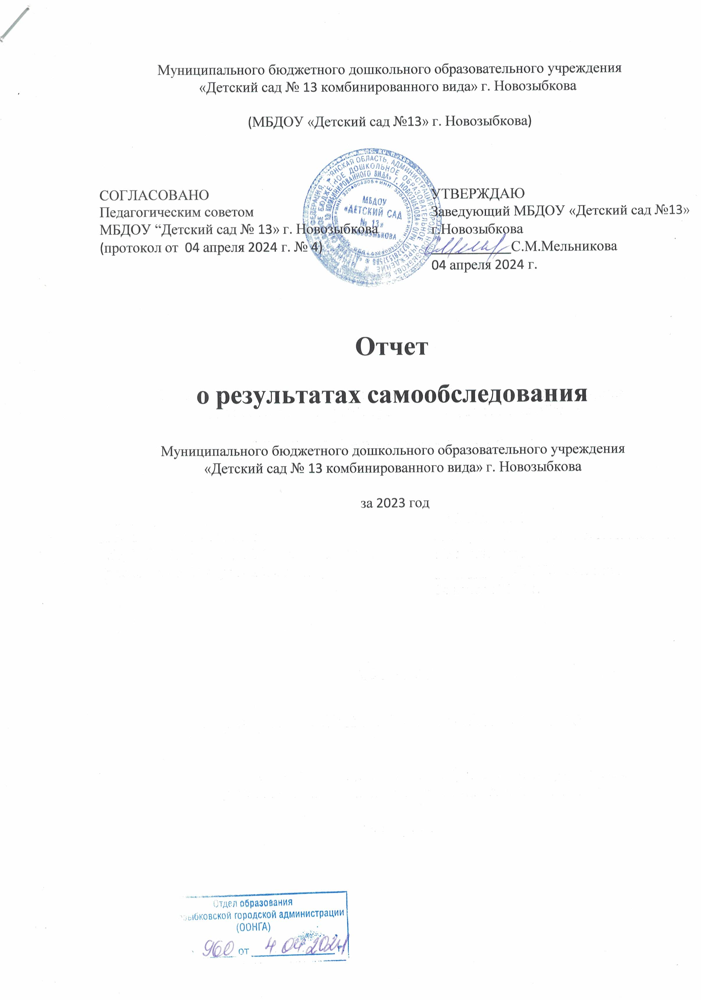 Муниципального бюджетного дошкольного образовательного учреждения
«Детский сад № 13 комбинированного вида» г. Новозыбкова
(МБДОУ «Детский сад №13» г. Новозыбкова)
СОГЛАСОВАНО
Педагогическим советом
МБДОУ “Детский сад № 13» г. Новозыбкова
(протокол от 04 апреля 2024 г. № 4)
МБДОУ
«ДЕТСКИЙ САД
№ 13»
НОВОЗЫБКОВА
УТВЕРЖДАЮ
Заведующий МБДОУ «Детский сад №13»
г.Новозыбкова
С.М.Мельникова
04 апреля 2024 г.
Отчет
о результатах самообследования
Муниципального бюджетного дошкольного образовательного учреждения
«Детский сад № 13 комбинированного вида» г. Новозыбкова
за 2023 год
Отдел образования
зыбковской городской администрации
(ООНГА)
960 от 4.04.2024 г